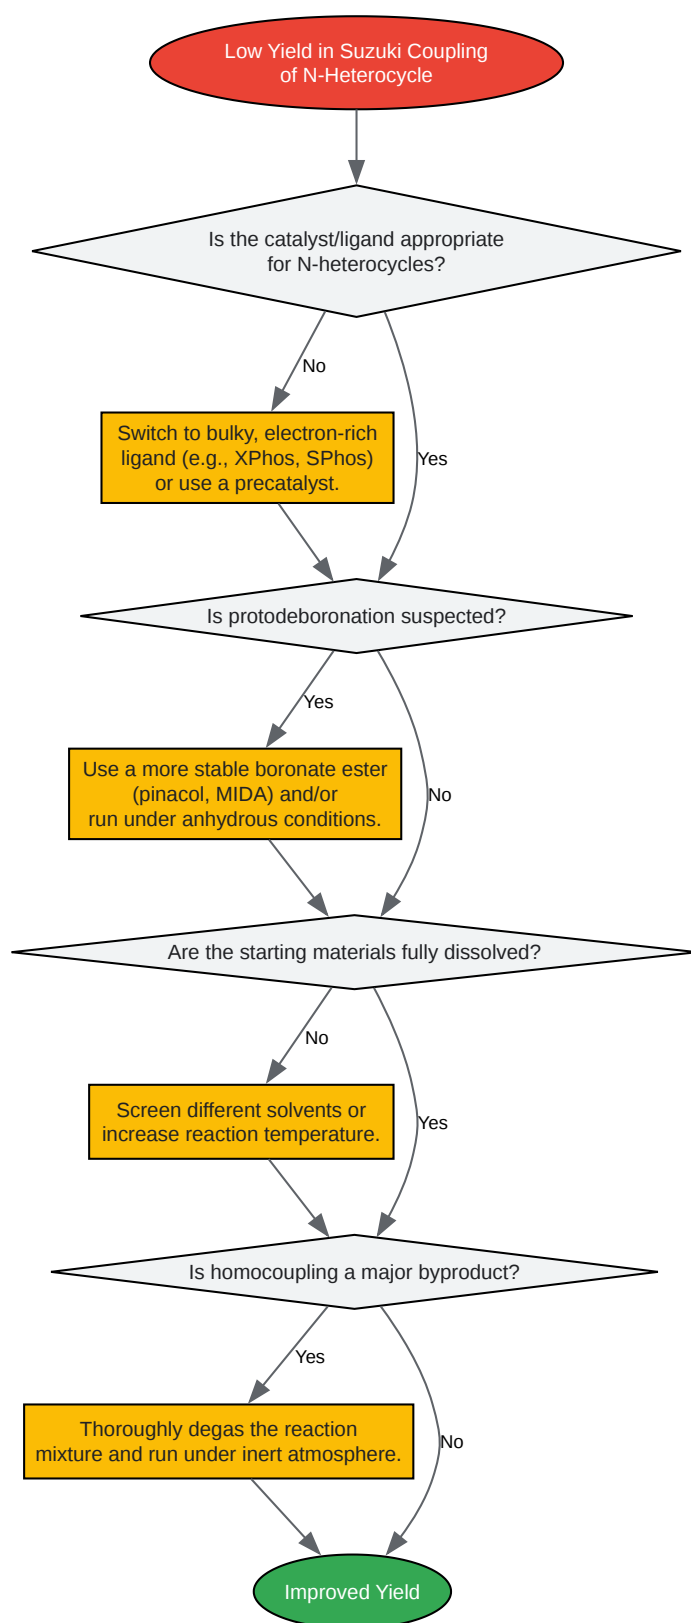 Low Yield in Suzuki Coupling
of N-Heterocycle
Is the catalyst/ligand appropriate
for N-heterocycles?
No
Switch to bulky, electron-rich
ligand (e.g., XPhos, SPhos)
or use a precatalyst.
Yes
Is protodeboronation suspected?
Yes
Use a more stable boronate ester
(pinacol, MIDA) and/or
run under anhydrous conditions.
No
Are the starting materials fully dissolved?
No
Screen different solvents or
increase reaction temperature.
Yes
Is homocoupling a major byproduct?
Yes
Thoroughly degas the reaction
mixture and run under inert atmosphere.
No
Improved Yield